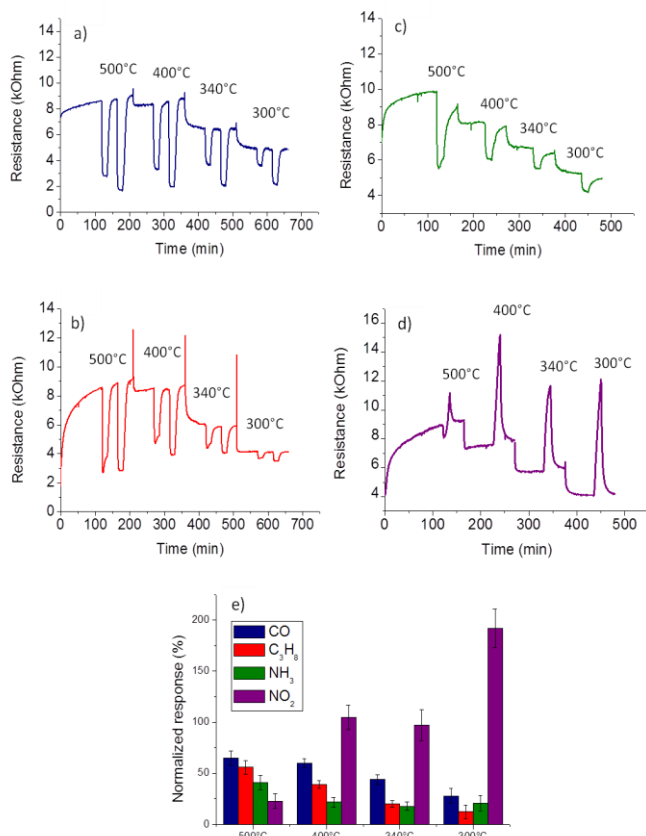 a)
500°C
400°C
340°C
300°C
Resistance (kOhm)
14
12
10
8
6
4
2
0
0 100 200 300 400 500 600 700
Time (min)
c)
500°C
400°C
340°C
300°C
Resistance (kOhm)
14
12
10
8
6
4
0 100 200 300 400 500
Time (min)
b)
500°C
400°C
340°C
300°C
Resistance (kOhm)
14
12
10
8
6
4
2
0
0 100 200 300 400 500 600 700
Time (min)
d)
400°C
500°C
340°C
300°C
Resistance (kOhm)
16
14
12
10
8
6
4
0 100 200 300 400 500
Time (min)
e)
CO
C₃H₈
NH₃
NO₂
Normalized response (%)
200
150
100
50
0
500°C 400°C 340°C 300°C